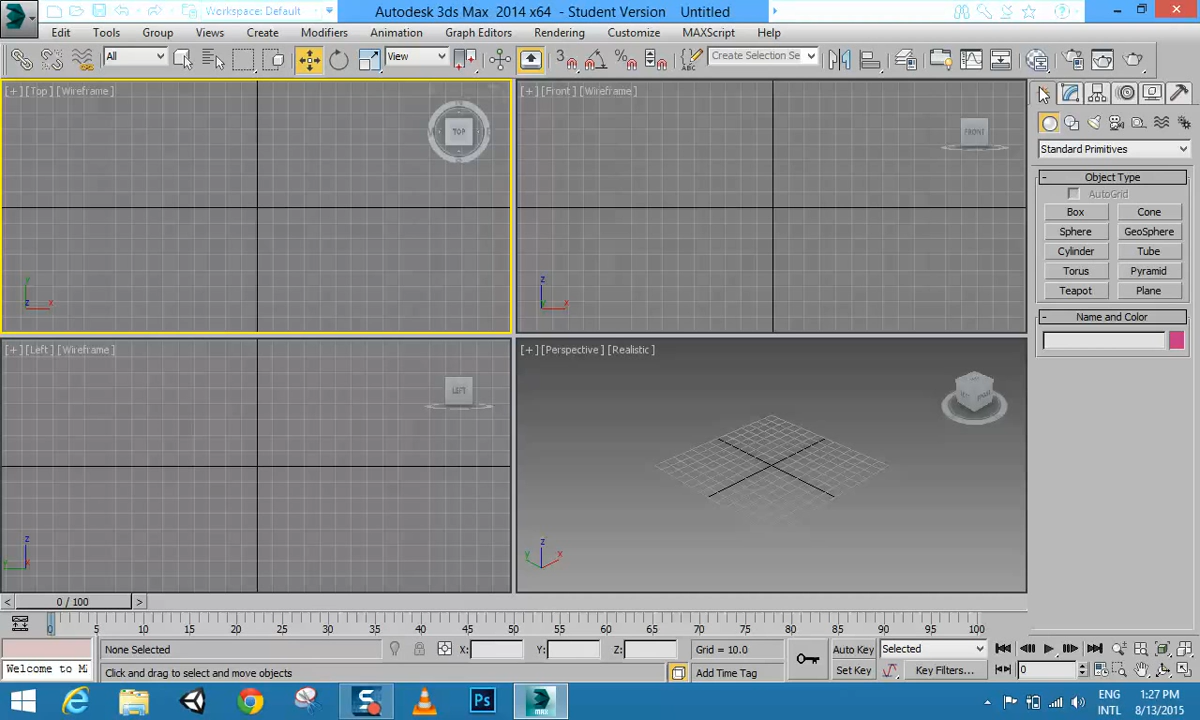 Workspace: Default
Autodesk 3ds Max 2014 x64 - Student Version Untitled
Edit Tools Group Views Create Modifiers Animation Graph Editors Rendering Customize MAXScript Help
All
View
3
Create Selection Se
[+] [Top] [Wireframe]
TOP
[+] [Front] [Wireframe]
FRONT
Standard Primitives
- Object Type
AutoGrid
Box Cone
Sphere GeoSphere
Cylinder Tube
Torus Pyramid
Teapot Plane
- Name and Color
y
z x
z
y x
[+] [Left] [Wireframe]
LEFT
[+] [Perspective] [Realistic]
z
y x
z
y x
< 0 / 100 >
0 5 10 15 20 25 30 35 40 45 50 55 60 65 70 75 80 85 90 95 100
None Selected
X: Y: Z:
Grid = 10.0
Auto Key
Selected
Welcome to M
Click and drag to select and move objects
Add Time Tag
Set Key
Key Filters...
0
Ps
MAX
ENG
INTL
1:27 PM
8/13/2015